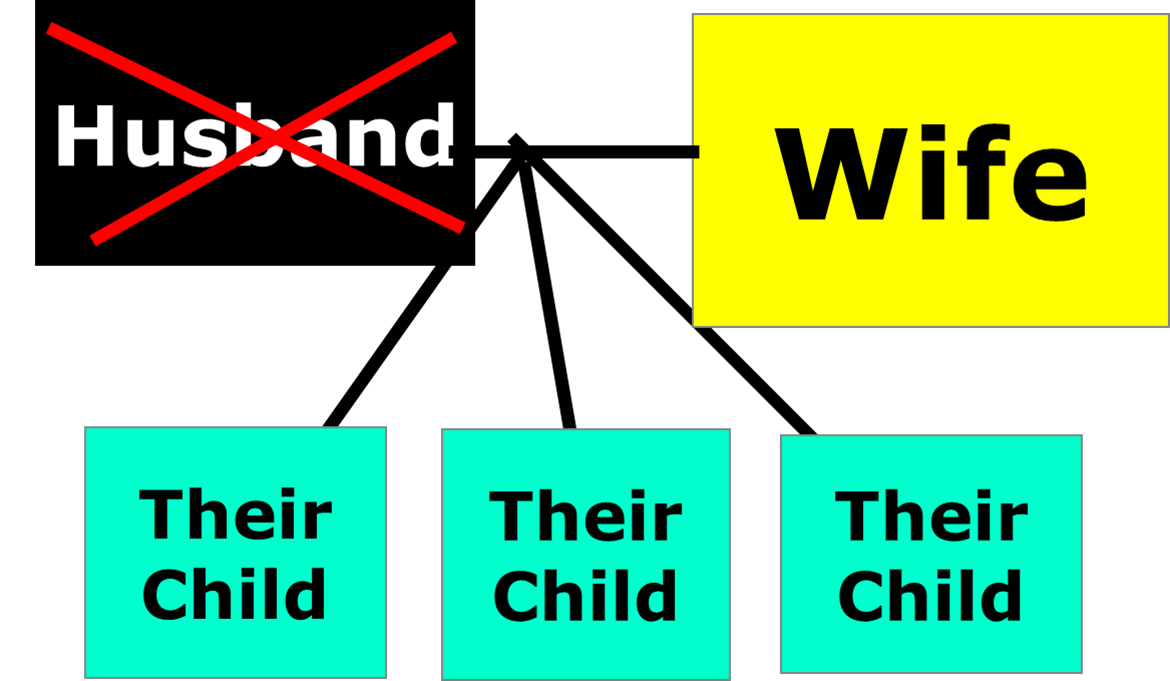 Husband
Wife
Their
Child
Their
Child
Their
Child